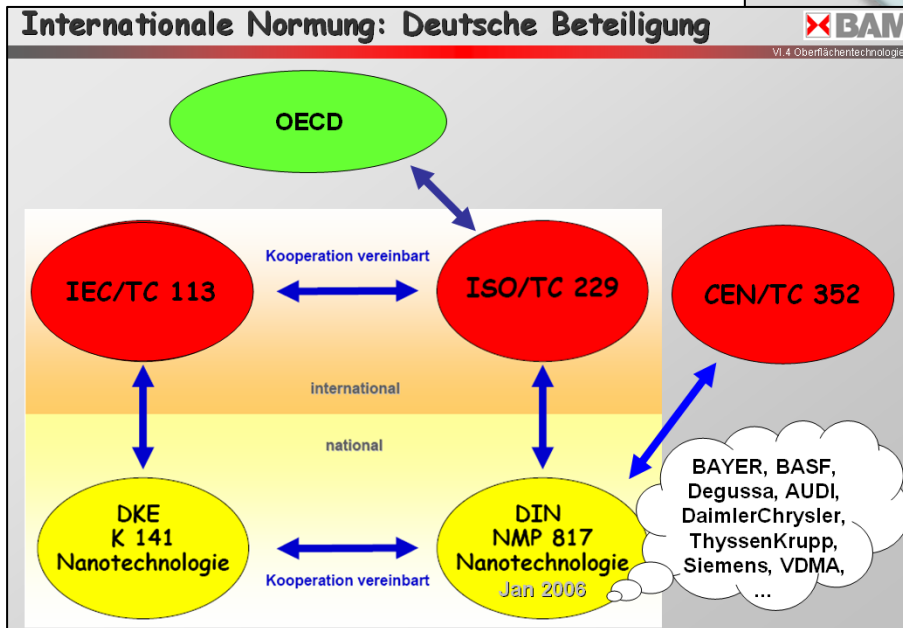 Internationale Normung: Deutsche Beteiligung
BAM
VI.4 Oberflächentechnologie
OECD
Kooperation vereinbart
IEC/TC 113
ISO/TC 229
CEN/TC 352
international
national
DKE
K 141
Nanotechnologie
Kooperation vereinbart
DIN
NMP 817
Nanotechnologie
Jan 2006
BAYER, BASF,
Degussa, AUDI,
DaimlerChrysler,
ThyssenKrupp,
Siemens, VDMA,
...